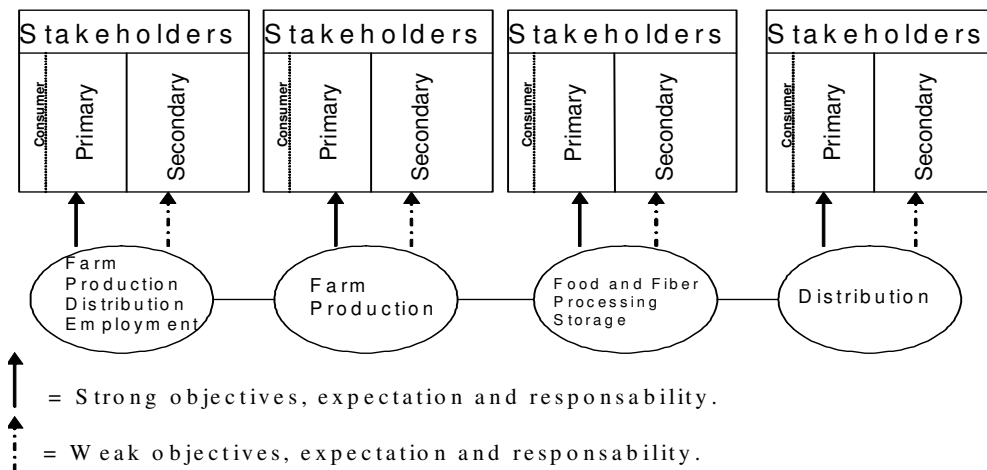 Stakeholders
Consumer
Primary
Secondary
Stakeholders
Consumer
Primary
Secondary
Stakeholders
Consumer
Primary
Secondary
Stakeholders
Consumer
Primary
Secondary
Farm
Production
Distribution
Employment
Farm
Production
Food and Fiber
Processing
Storage
Distribution
= Strong objectives, expectation and responsability.
= Weak objectives, expectation and responsability.